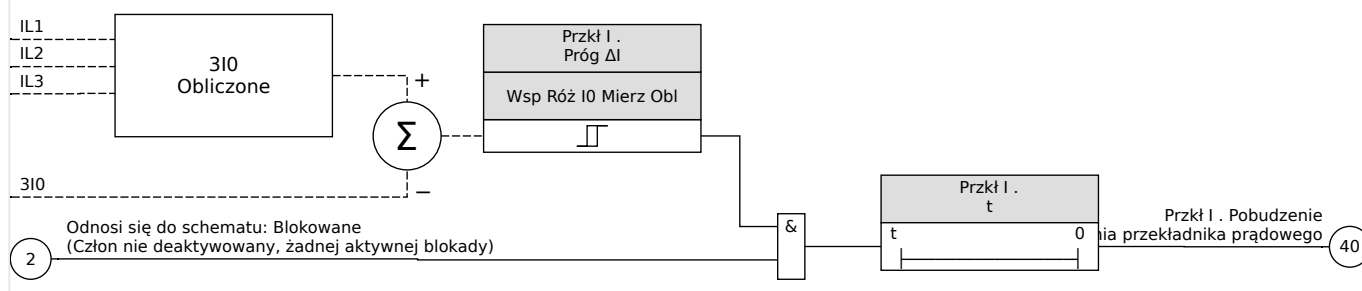 IL1
IL2
IL3
3I0
Obliczone
+
Σ
−
3I0
Przkł I .
Próg ΔI
Wsp Róż I0 Mierz Obl
Odnosi się do schematu: Blokowane
(Człon nie deaktywowany, żadnej aktywnej blokady)
2
&
Przkł I .
t
t 0
Przkł I . Pobudzenie
przekładnika prądowego
40